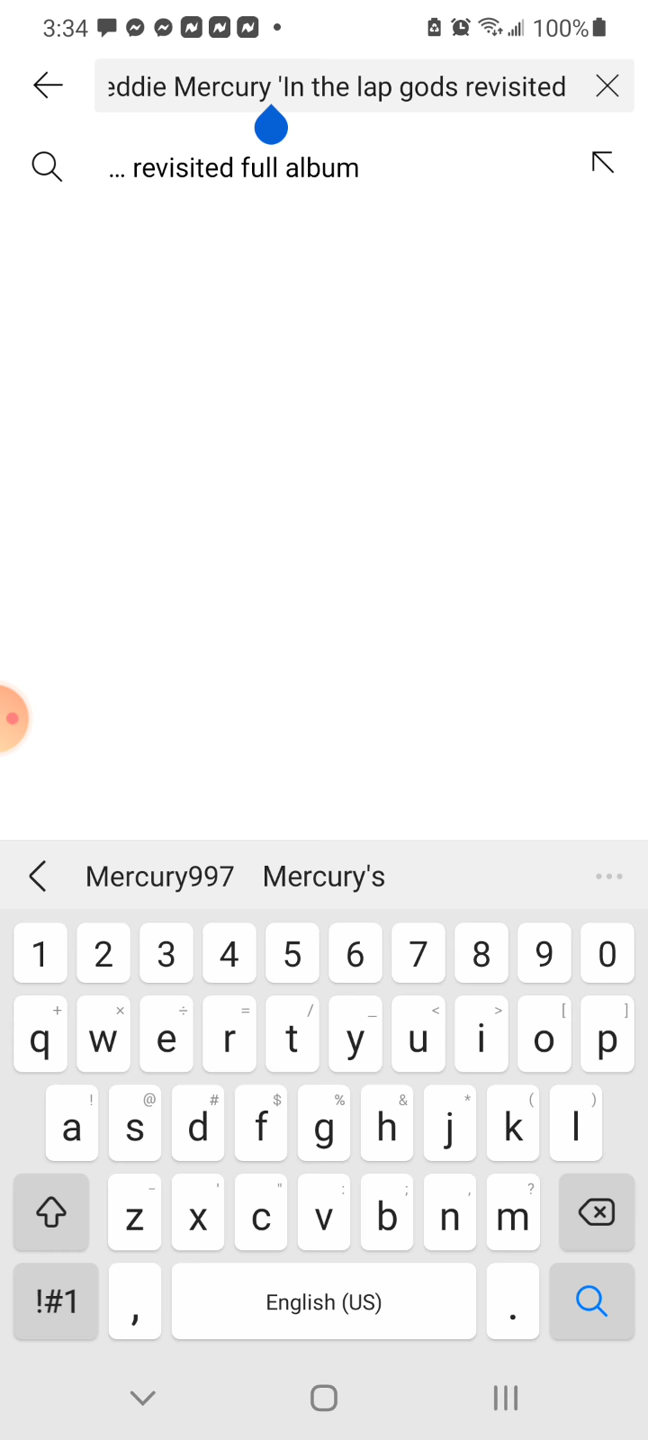 3:34 100%
eddie Mercury 'In the lap gods revisited
... revisited full album
Mercury997 Mercury's ...
1 2 3 4 5 6 7 8 9 0
+ × ÷ = / _ < > [ ]
q w e r t y u i o p
! @ # $ % & * ( )
a s d f g h j k l
- ' " : ; , ?
z x c v b n m
!#1 , English (US) .